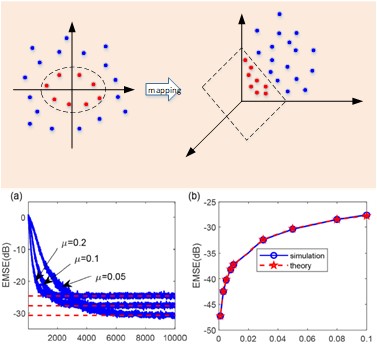 mapping
(a)
(b)
EMSE(dB)
0
-10
-20
-30
μ=0.2
μ=0.1
μ=0.05
0
2000
4000
6000
8000
10000
EMSE(dB)
-25
-30
-35
-40
-45
-50
simulation
theory
0
0.02
0.04
0.06
0.08
0.1